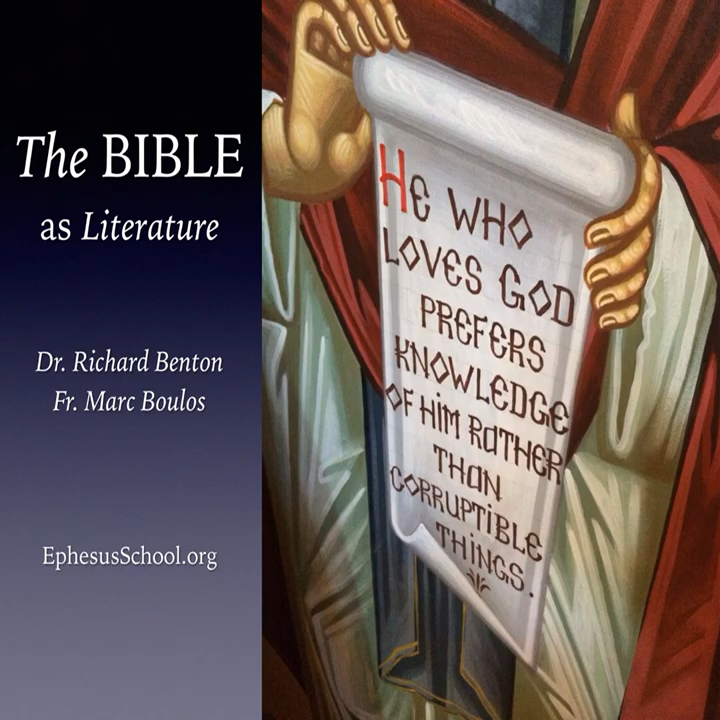 The BIBLE
as Literature
Dr. Richard Benton
Fr. Marc Boulos
EphesusSchool.org
HE WHO
LOVES GOD
PREFERS
KNOWLEDGE
OF HIM RATHER
THAN
CORRUPTIBLE
THINGS.